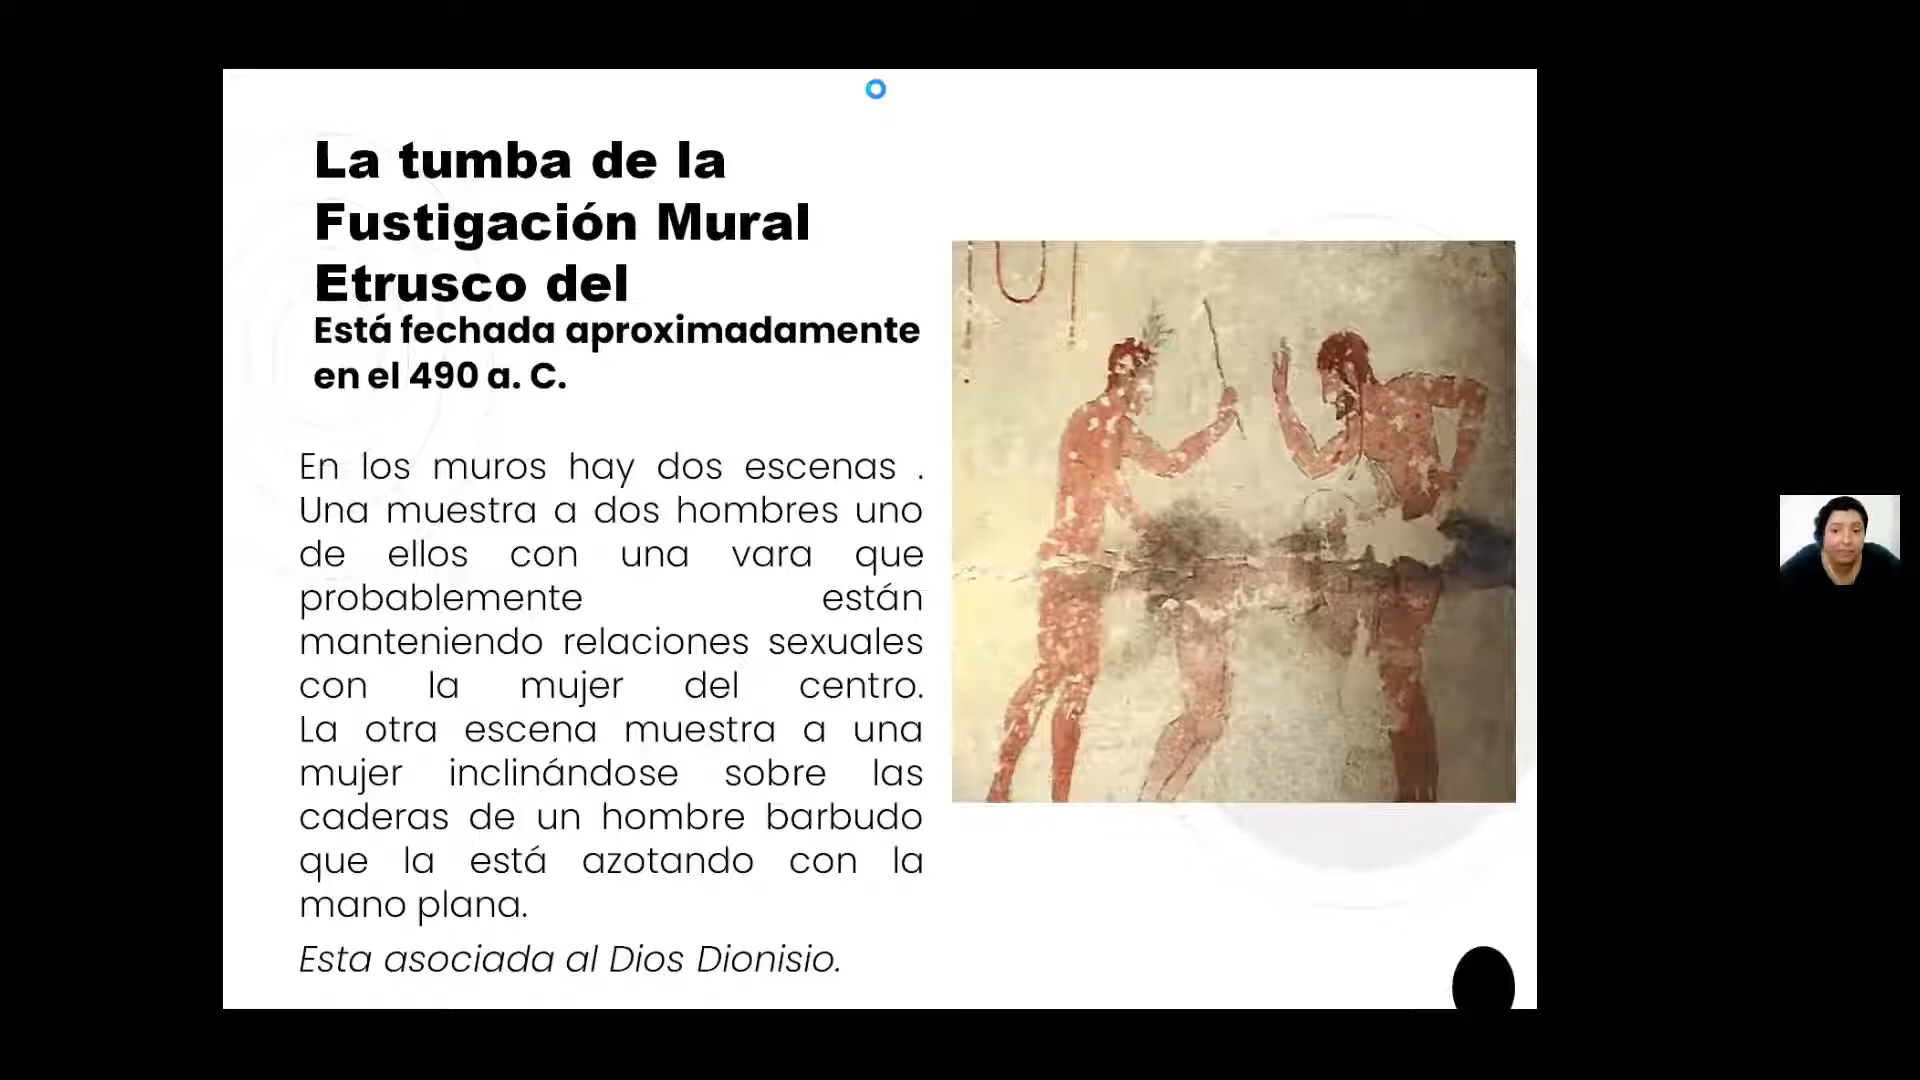 La tumba de la
Fustigación Mural
Etrusco del
Está fechada aproximadamente
en el 490 a. C.
En los muros hay dos escenas .
Una muestra a dos hombres uno
de ellos con una vara que
probablemente están
manteniendo relaciones sexuales
con la mujer del centro.
La otra escena muestra a una
mujer inclinándose sobre las
caderas de un hombre barbudo
que la está azotando con la
mano plana.
Esta asociada al Dios Dionisio.